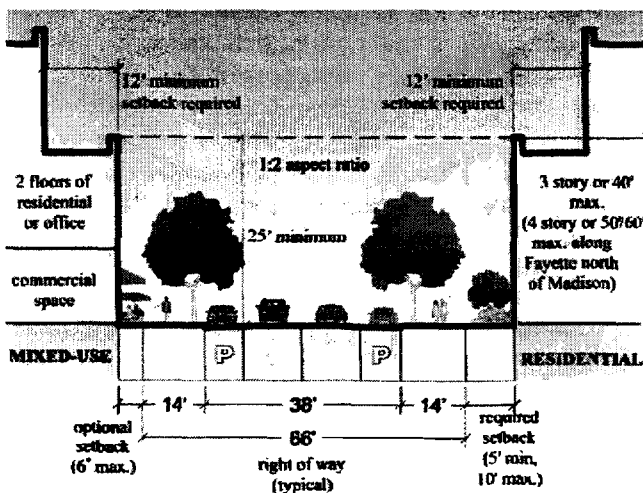 12' minimum
setback required
12' minimum
setback required
1:2 aspect ratio
2 floors of
residential
or office
25' minimum
3 story or 40'
max.
(4 story or 50'/60'
max. along
Fayette north
of Madison)
commercial
space
MIXED-USE
P
P
RESIDENTIAL
14'
38'
14'
optional
setback
(6' max.)
66'
right of way
(typical)
required
setback
(5' min,
10' max.)